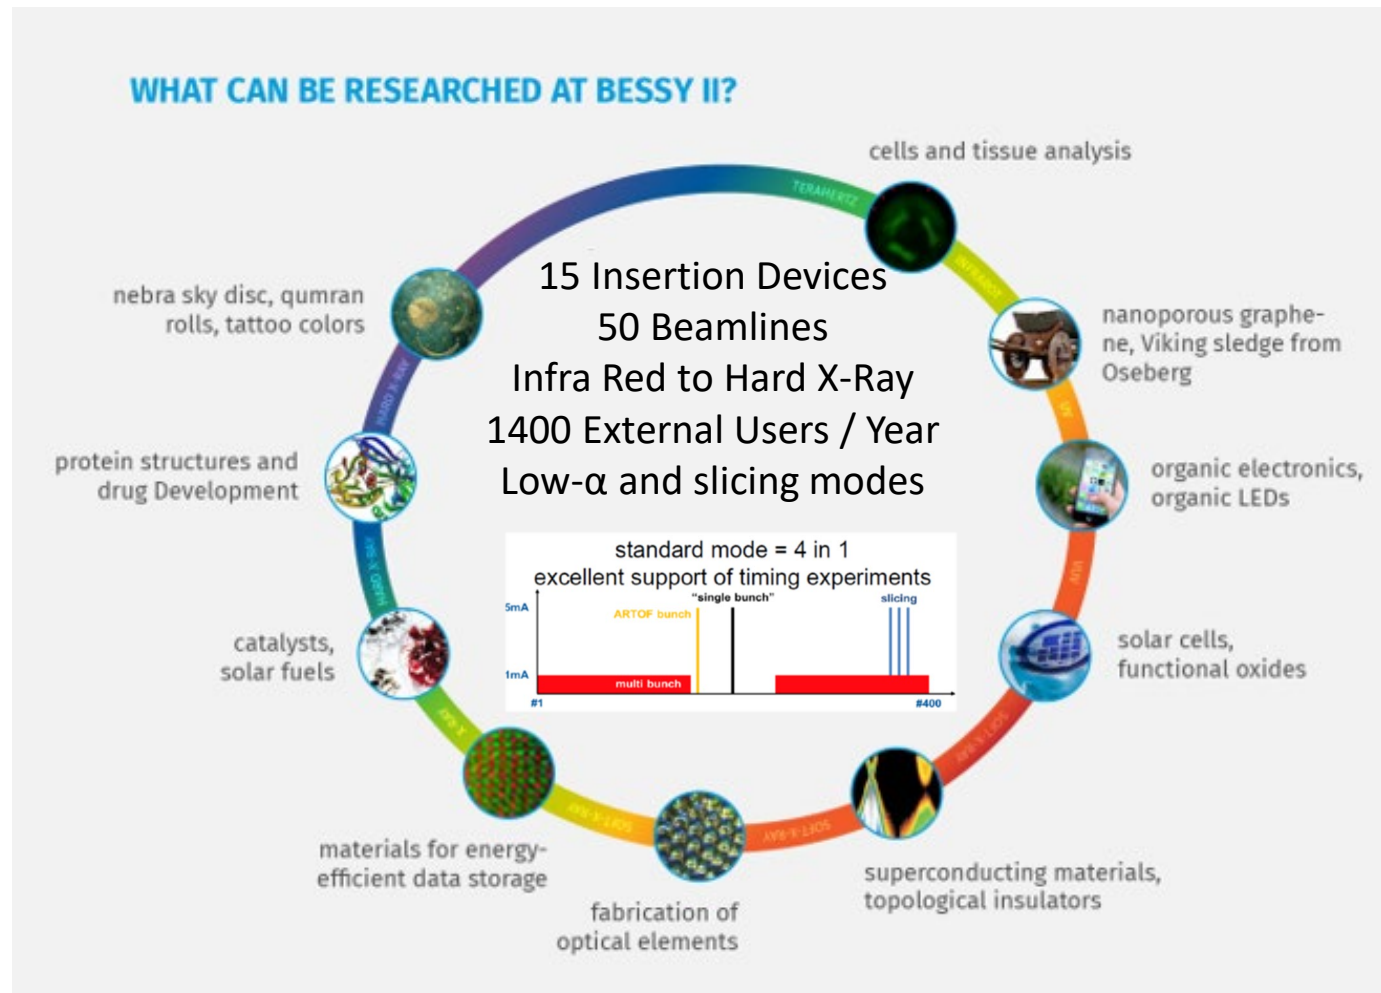 WHAT CAN BE RESEARCHED AT BESSY II?
cells and tissue analysis
TERAHERTZ
INFRAROT
nanoporous graphe-
ne, Viking sledge from
Oseberg
UV
organic electronics,
organic LEDs
VUV
solar cells,
functional oxides
SOFT-X-RAY
superconducting materials,
topological insulators
SOFT-X-RAY
fabrication of
optical elements
SOFT-X-RAY
materials for energy-
efficient data storage
X-RAY
catalysts,
solar fuels
HARD X-RAY
protein structures and
drug Development
HARD X-RAY
nebra sky disc, qumran
rolls, tattoo colors
15 Insertion Devices
50 Beamlines
Infra Red to Hard X-Ray
1400 External Users / Year
Low-α and slicing modes
standard mode = 4 in 1
excellent support of timing experiments
"single bunch"
slicing
5mA
ARTOF bunch
1mA
multi bunch
#1
#400